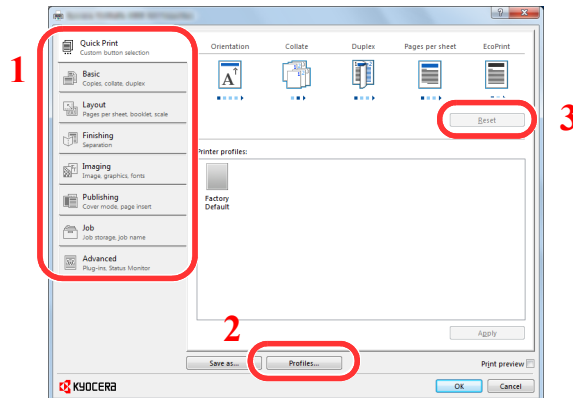 1
Quick Print
Custom button selection
Basic
Copies, collate, duplex
Layout
Pages per sheet, booklet, scale
Finishing
Separation
Imaging
Image, graphics, fonts
Publishing
Cover mode, page insert
Job
Job storage, job name
Advanced
Plug-ins, Status Monitor
Orientation Collate Duplex Pages per sheet EcoPrint
A
Reset
3
Printer profiles:
Factory
Default
Apply
2
Save as... Profiles... Print preview
KYOCERA
OK Cancel